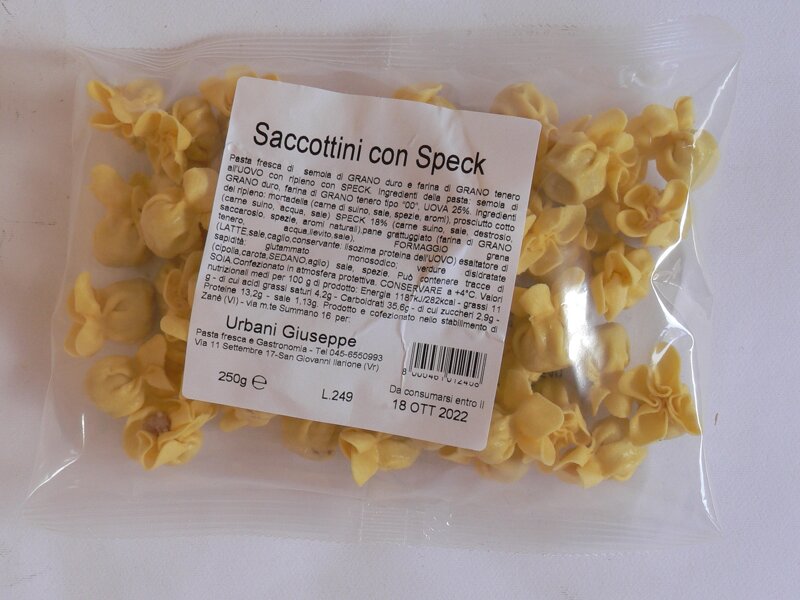 Saccottini con Speck
Pasta fresca di semola di GRANO duro e farina di GRANO tenero
all'UOVO con ripieno con SPECK. Ingredienti della pasta: semola di
GRANO duro, farina di GRANO tenero tipo "00", UOVA 25%. Ingredienti
del ripieno: mortadella (carne di suino, sale, spezie, aromi), prosciutto cotto
(carne suino, acqua, sale) SPECK 18% (carne suino, sale, destrosio,
saccarosio, spezie, aromi naturali),pane grattuggiato (farina di GRANO
tenero, acqua,lievito,sale), FORMAGGIO grana
(LATTE,sale,caglio,conservante: lisozima proteina dell'UOVO) esaltatore di
sapidità: glutammato monosodico; verdure disidratate
(cipolla,carota,SEDANO,aglio) sale, spezie. Può contenere tracce di
SOIA.Confezionato in atmosfera protettiva. CONSERVARE a +4°C. Valori
nutrizionali medi per 100 g di prodotto: Energia 1187kJ/282kcal - grassi 11
g - di cui acidi grassi saturi 4,2g - Carboidrati 35,6g - di cui zuccheri 2,9g -
Proteine 13,2g - sale 1,13g. Prodotto e cofezionato nello stabilimento di
Zanè (VI) - via m.te Summano 16 per
Urbani Giuseppe
Pasta fresca e Gastronomia - Tel 045-6550993
Via 11 Settembre 17-San Giovanni Ilarione (Vr)
250g ℮
L.249
8 000461 012408
Da consumarsi entro il
18 OTT 2022